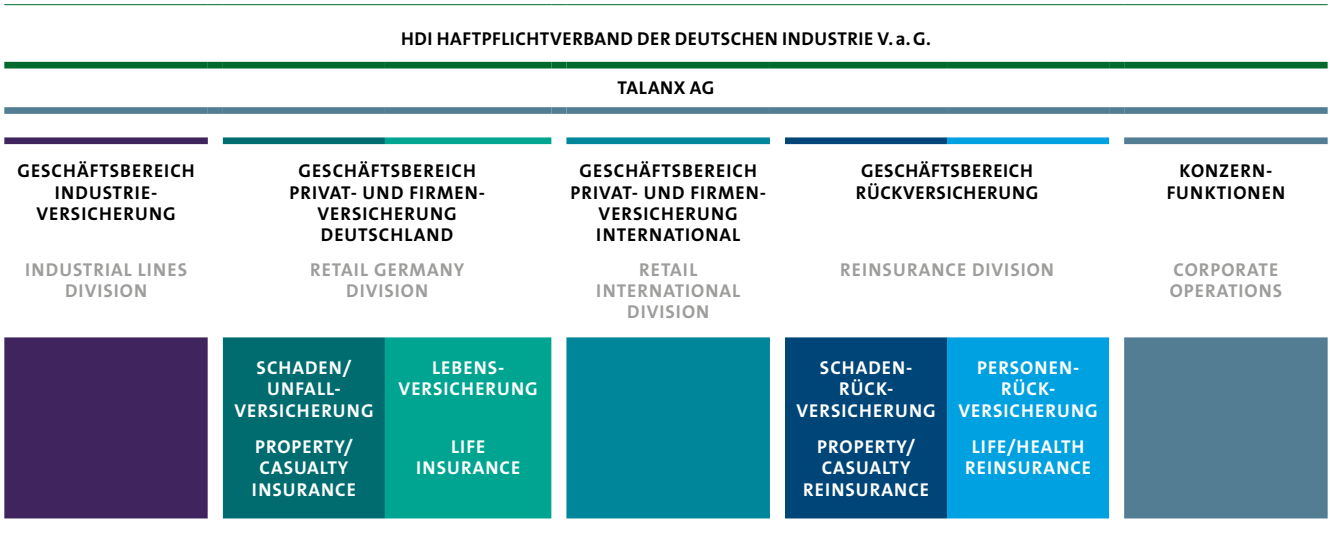 HDI HAFTPFLICHTVERBAND DER DEUTSCHEN INDUSTRIE V. a. G.
TALANX AG
GESCHÄFTSBEREICH
INDUSTRIE-
VERSICHERUNG
INDUSTRIAL LINES
DIVISION
GESCHÄFTSBEREICH
PRIVAT- UND FIRMEN-
VERSICHERUNG
DEUTSCHLAND
RETAIL GERMANY
DIVISION
SCHADEN/
UNFALL-
VERSICHERUNG
PROPERTY/
CASUALTY
INSURANCE
LEBENS-
VERSICHERUNG
LIFE
INSURANCE
GESCHÄFTSBEREICH
PRIVAT- UND FIRMEN-
VERSICHERUNG
INTERNATIONAL
RETAIL
INTERNATIONAL
DIVISION
GESCHÄFTSBEREICH
RÜCKVERSICHERUNG
REINSURANCE DIVISION
SCHADEN-
RÜCK-
VERSICHERUNG
PROPERTY/
CASUALTY
REINSURANCE
PERSONEN-
RÜCK-
VERSICHERUNG
LIFE/HEALTH
REINSURANCE
KONZERN-
FUNKTIONEN
CORPORATE
OPERATIONS